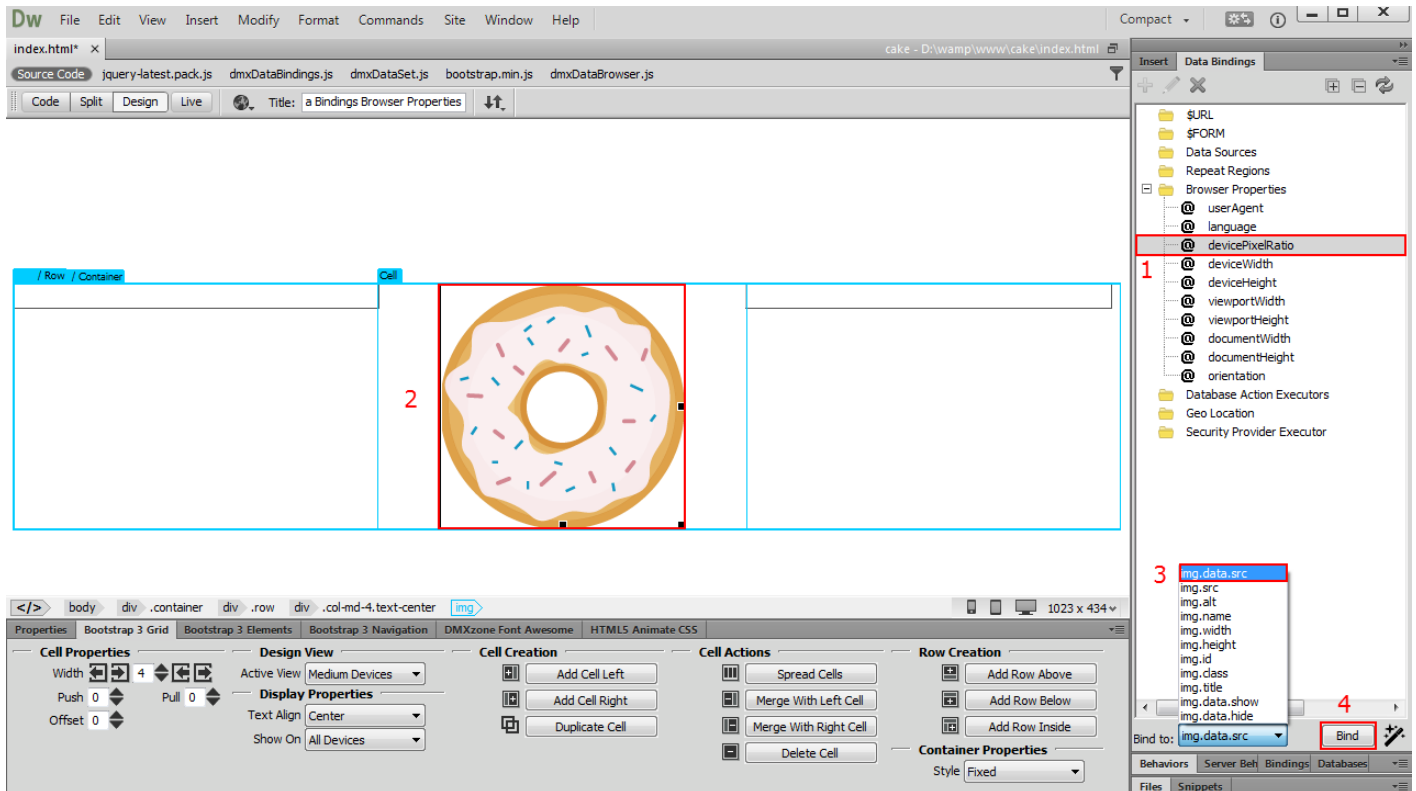 Dw File Edit View Insert Modify Format Commands Site Window Help Compact
index.html* × cake - D:\wamp\www\cake\index.html
Source Code jquery-latest.pack.js dmxDataBindings.js dmxDataSet.js bootstrap.min.js dmxDataBrowser.js
Code Split Design Live Title: a Bindings Browser Properties
Insert Data Bindings
$URL
$FORM
Data Sources
Repeat Regions
Browser Properties
@ userAgent
@ language
@ devicePixelRatio
1
@ deviceWidth
@ deviceHeight
@ viewportWidth
@ viewportHeight
@ documentWidth
@ documentHeight
@ orientation
Database Action Executors
Geo Location
Security Provider Executor
/ Row / Container Cell
2
3
img.data.src
img.src
img.alt
img.name
img.width
img.height
img.id
img.class
img.title
img.data.show
img.data.hide
4
Bind to: img.data.src Bind
Behaviors Server Beh Bindings Databases
Files Snippets
</> body div .container div .row div .col-md-4.text-center img 1023 x 434
Properties Bootstrap 3 Grid Bootstrap 3 Elements Bootstrap 3 Navigation DMXzone Font Awesome HTML5 Animate CSS
Cell Properties Design View Cell Creation Cell Actions Row Creation
Width 4 Active View Medium Devices Add Cell Left Spread Cells Add Row Above
Push 0 Pull 0 Display Properties Add Cell Right Merge With Left Cell Add Row Below
Offset 0 Text Align Center Duplicate Cell Merge With Right Cell Add Row Inside
Show On All Devices Delete Cell Container Properties
Style Fixed